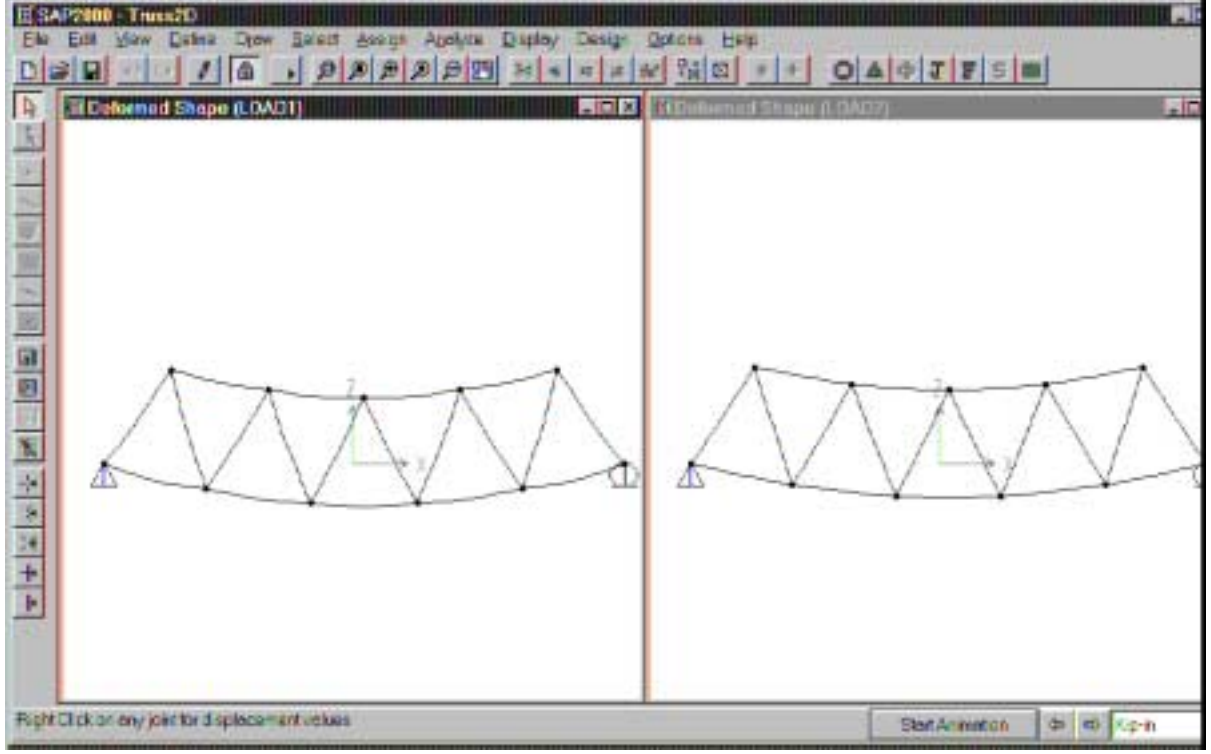 SAP2000 - Truss2D
File Edit View Define Draw Select Assign Analyze Display Design Options Help
J F S
Deformed Shape (LOAD1)
Deformed Shape (LOAD2)
Z
X
Z
Right Click on any joint for displacement values
Start Animation
Kip-in